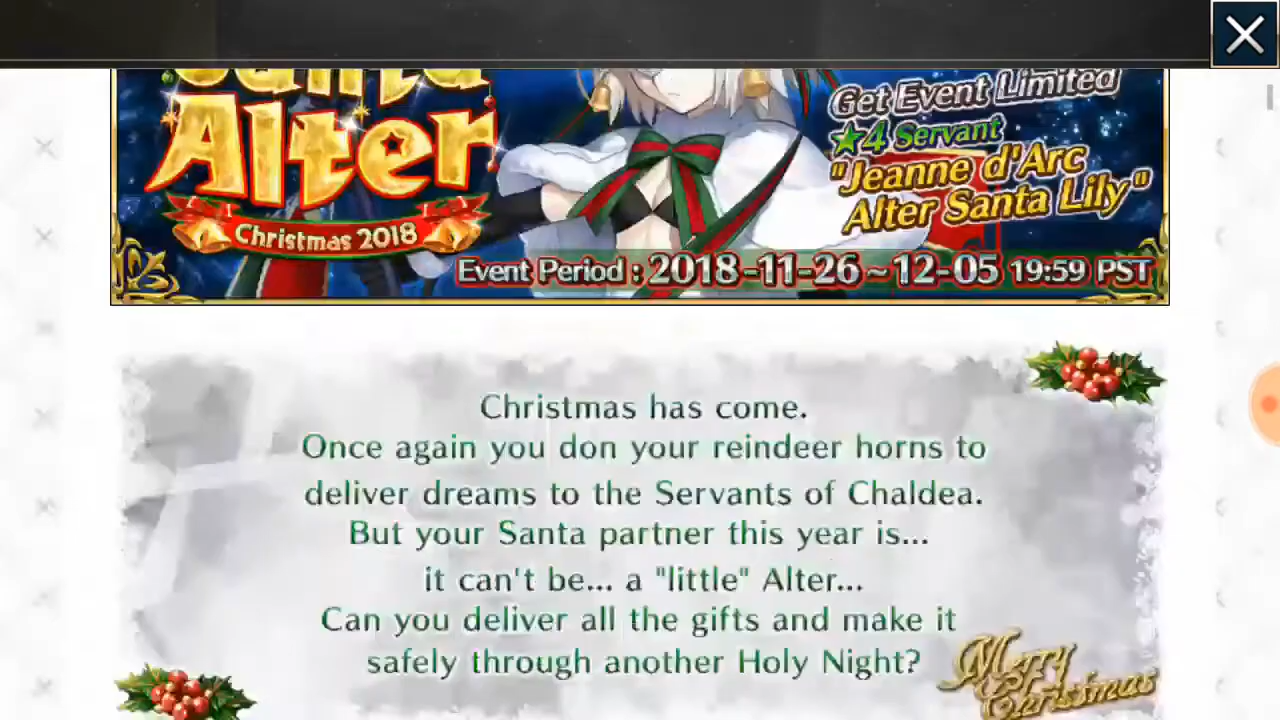 Santa
Alter
Christmas 2018
Get Event Limited
★4 Servant
"Jeanne d'Arc
Alter Santa Lily"
Event Period : 2018-11-26 ~ 12-05 19:59 PST
Christmas has come.
Once again you don your reindeer horns to
deliver dreams to the Servants of Chaldea.
But your Santa partner this year is...
it can't be... a "little" Alter...
Can you deliver all the gifts and make it
safely through another Holy Night?
Merry
Christmas